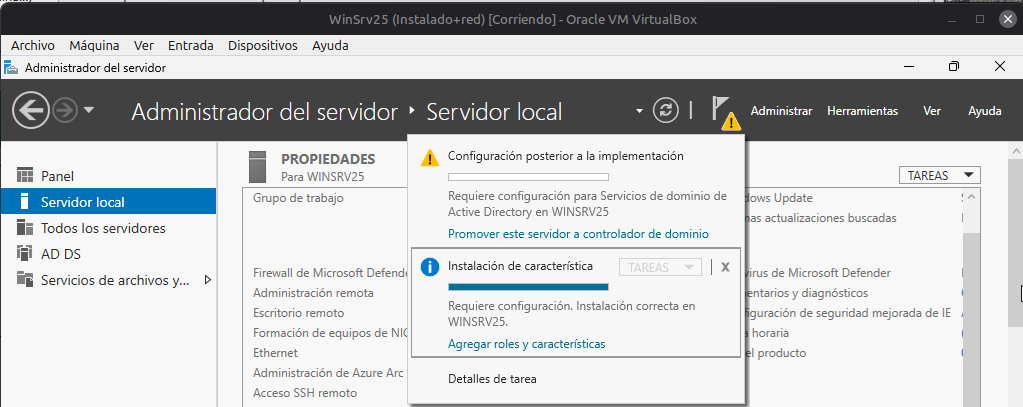 WinSrv25 (Instalado+red) [Corriendo] - Oracle VM VirtualBox
Archivo Máquina Ver Entrada Dispositivos Ayuda
Administrador del servidor
Administrador del servidor Servidor local
Administrar Herramientas Ver Ayuda
Panel
Servidor local
Todos los servidores
AD DS
Servicios de archivos y...
PROPIEDADES
Para WINSRV25
TAREAS
Grupo de trabajo
Firewall de Microsoft Defender
Administración remota
Escritorio remoto
Formación de equipos de NIC
Ethernet
Administración de Azure Arc
Acceso SSH remoto
Configuración posterior a la implementación
Requiere configuración para Servicios de dominio de
Active Directory en WINSRV25
Promover este servidor a controlador de dominio
Instalación de característica TAREAS X
Requiere configuración. Instalación correcta en
WINSRV25.
Agregar roles y características
Detalles de tarea
dows Update
mas actualizaciones buscadas
virus de Microsoft Defender
entarios y diagnósticos
figuración de seguridad mejorada de IE
a horaria
el producto